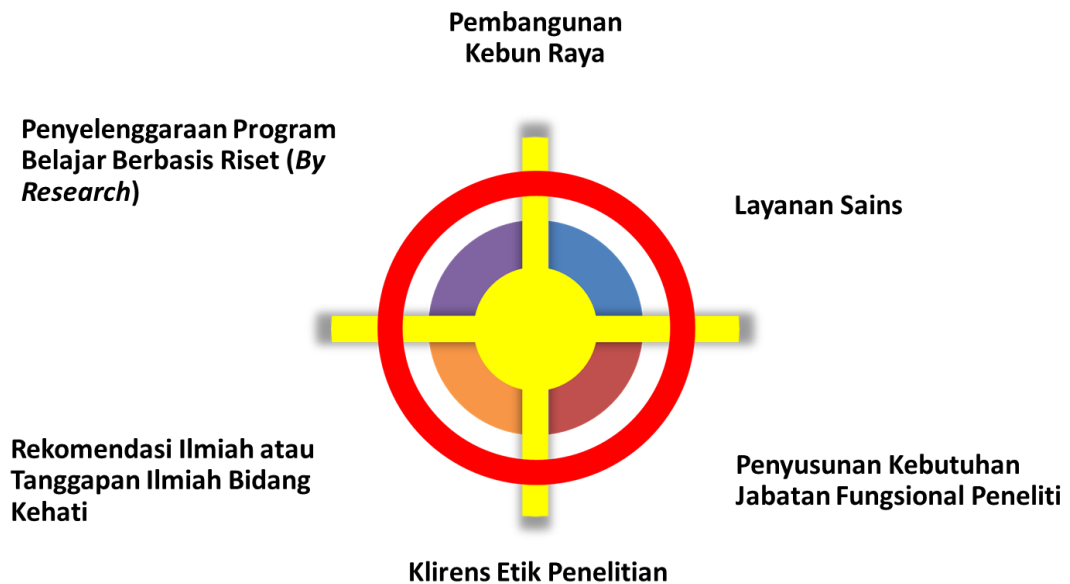 Pembangunan
Kebun Raya
Penyelenggaraan Program
Belajar Berbasis Riset (By
Research)
Layanan Sains
Rekomendasi Ilmiah atau
Tanggapan Ilmiah Bidang
Kehati
Penyusunan Kebutuhan
Jabatan Fungsional Peneliti
Klirens Etik Penelitian